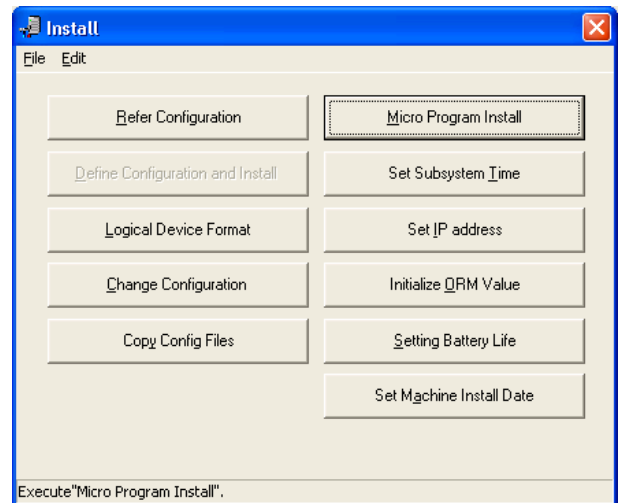 Install
File Edit
Refer Configuration
Micro Program Install
Define Configuration and Install
Set Subsystem Time
Logical Device Format
Set IP address
Change Configuration
Initialize ORM Value
Copy Config Files
Setting Battery Life
Set Machine Install Date
Execute"Micro Program Install".